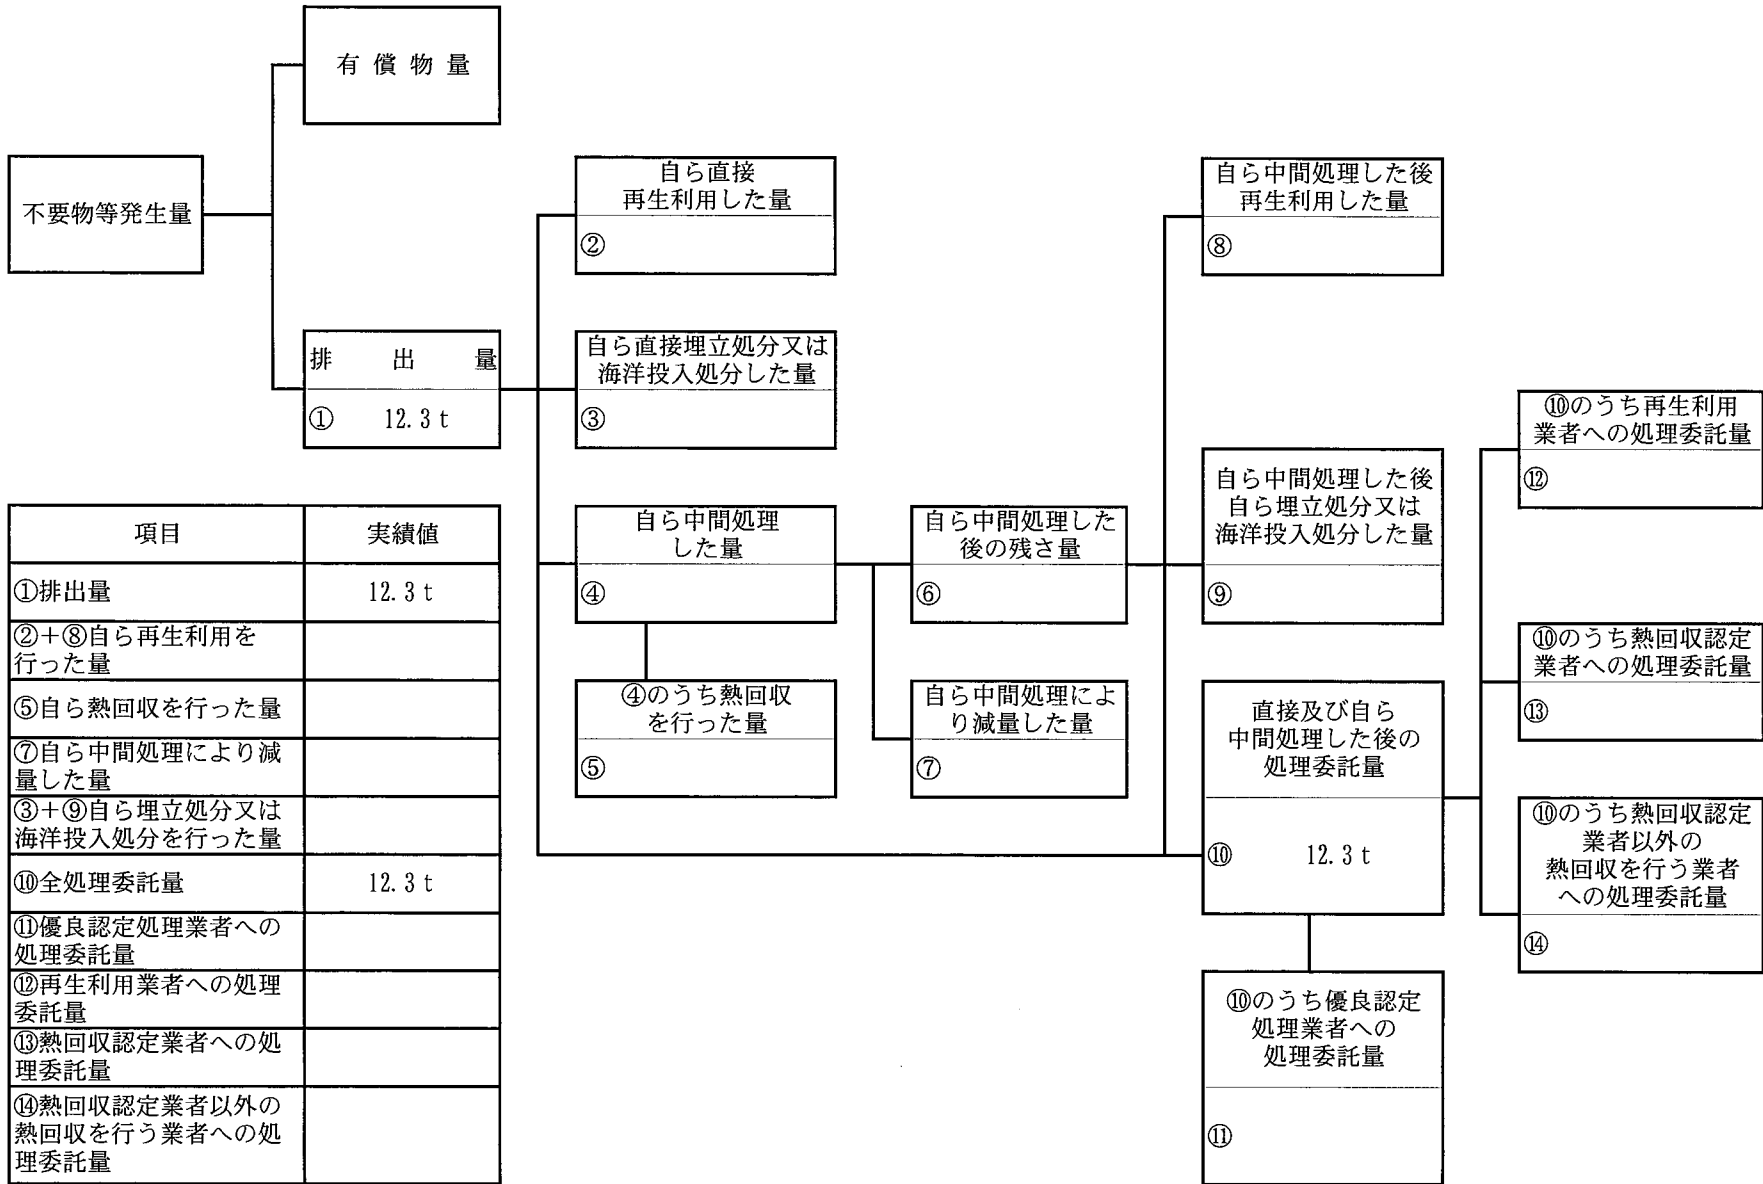 有償物量
不要物等発生量
排出量
① 12.3 t
自ら直接
再生利用した量
②
自ら直接埋立処分又は
海洋投入処分した量
③
自ら中間処理
した量
④
④のうち熱回収
を行った量
⑤
自ら中間処理した
後の残さ量
⑥
自ら中間処理によ
り減量した量
⑦
自ら中間処理した後
再生利用した量
⑧
自ら中間処理した後
自ら埋立処分又は
海洋投入処分した量
⑨
直接及び自ら
中間処理した後の
処理委託量
⑩ 12.3 t
⑩のうち優良認定
処理業者への
処理委託量
⑪
⑩のうち再生利用
業者への処理委託量
⑫
⑩のうち熱回収認定
業者への処理委託量
⑬
⑩のうち熱回収認定
業者以外の
熱回収を行う業者
への処理委託量
⑭
項目 実績値
①排出量 12.3 t
②+⑧自ら再生利用を
行った量
⑤自ら熱回収を行った量
⑦自ら中間処理により減
量した量
③+⑨自ら埋立処分又は
海洋投入処分を行った量
⑩全処理委託量 12.3 t
⑪優良認定処理業者への
処理委託量
⑫再生利用業者への処理
委託量
⑬熱回収認定業者への処
理委託量
⑭熱回収認定業者以外の
熱回収を行う業者への処
理委託量